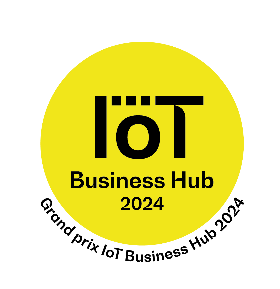 IoT
Business Hub
2024
Grand prix IoT Business Hub 2024